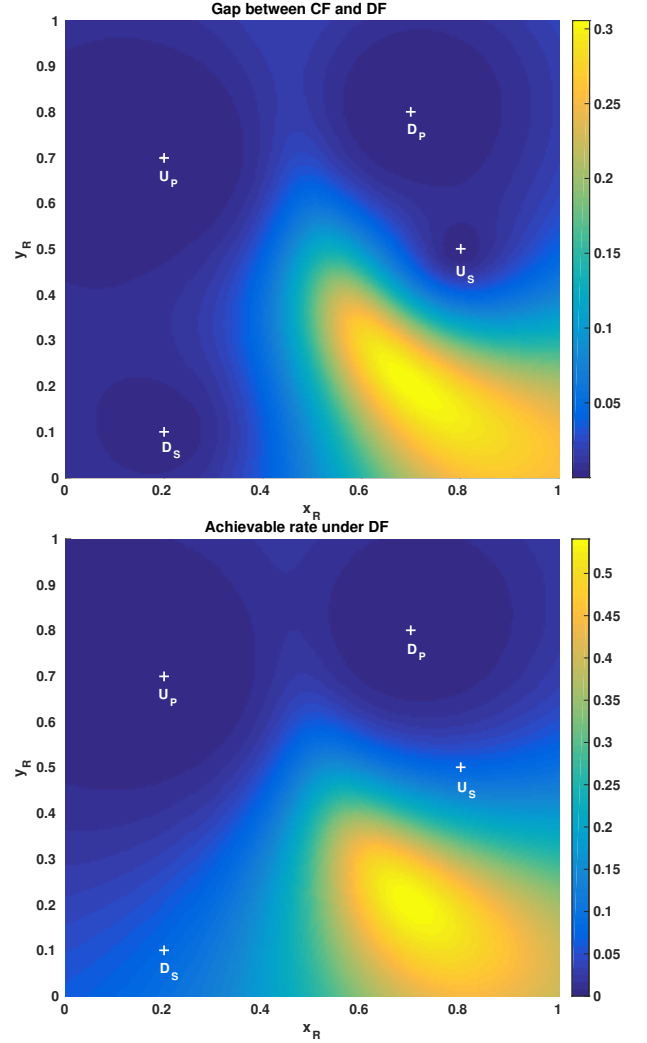 Gap between CF and DF
1
0.9
0.8
0.7
0.6
0.5
0.4
0.3
0.2
0.1
0
y_R
D_P
U_P
U_S
D_S
0.3
0.25
0.2
0.15
0.1
0.05
0 0.2 0.4 0.6 0.8 1
x_R
Achievable rate under DF
1
0.9
0.8
0.7
0.6
0.5
0.4
0.3
0.2
0.1
0
y_R
D_P
U_P
U_S
D_S
0.5
0.45
0.4
0.35
0.3
0.25
0.2
0.15
0.1
0.05
0
0 0.2 0.4 0.6 0.8 1
x_R